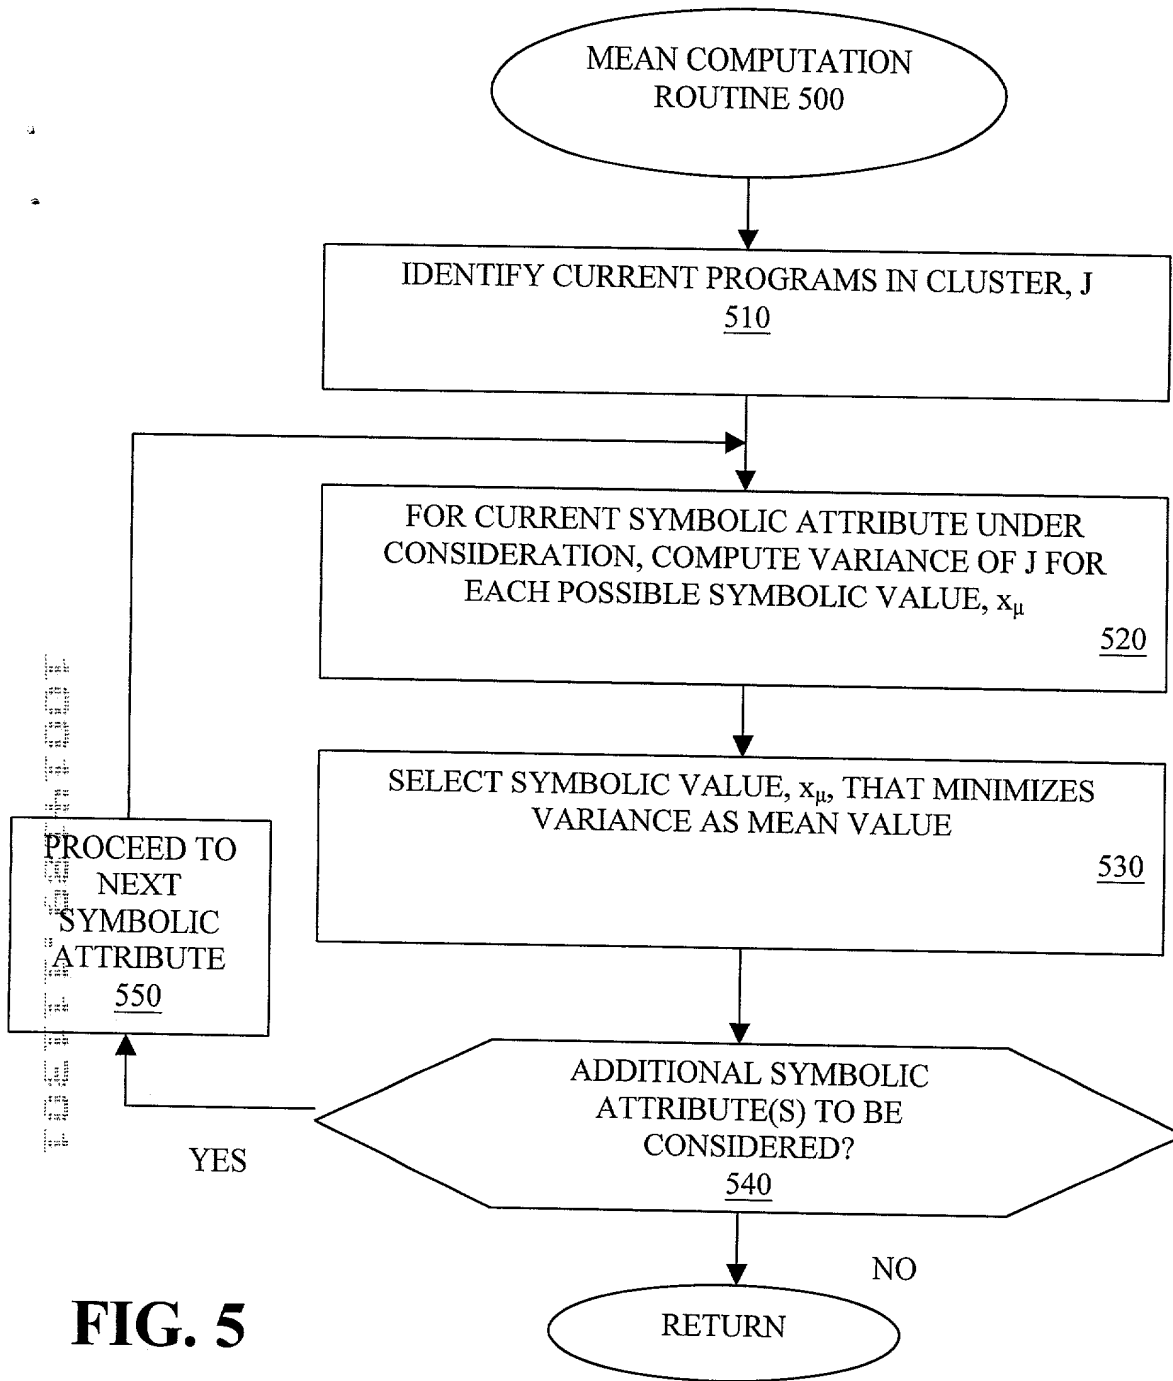 MEAN COMPUTATION
ROUTINE 500
IDENTIFY CURRENT PROGRAMS IN CLUSTER, J
510
FOR CURRENT SYMBOLIC ATTRIBUTE UNDER
CONSIDERATION, COMPUTE VARIANCE OF J FOR
EACH POSSIBLE SYMBOLIC VALUE, xμ
520
SELECT SYMBOLIC VALUE, xμ, THAT MINIMIZES
VARIANCE AS MEAN VALUE
530
PROCEED TO
NEXT
SYMBOLIC
ATTRIBUTE
550
ADDITIONAL SYMBOLIC
ATTRIBUTE(S) TO BE
CONSIDERED?
540
YES
NO
RETURN
FIG. 5